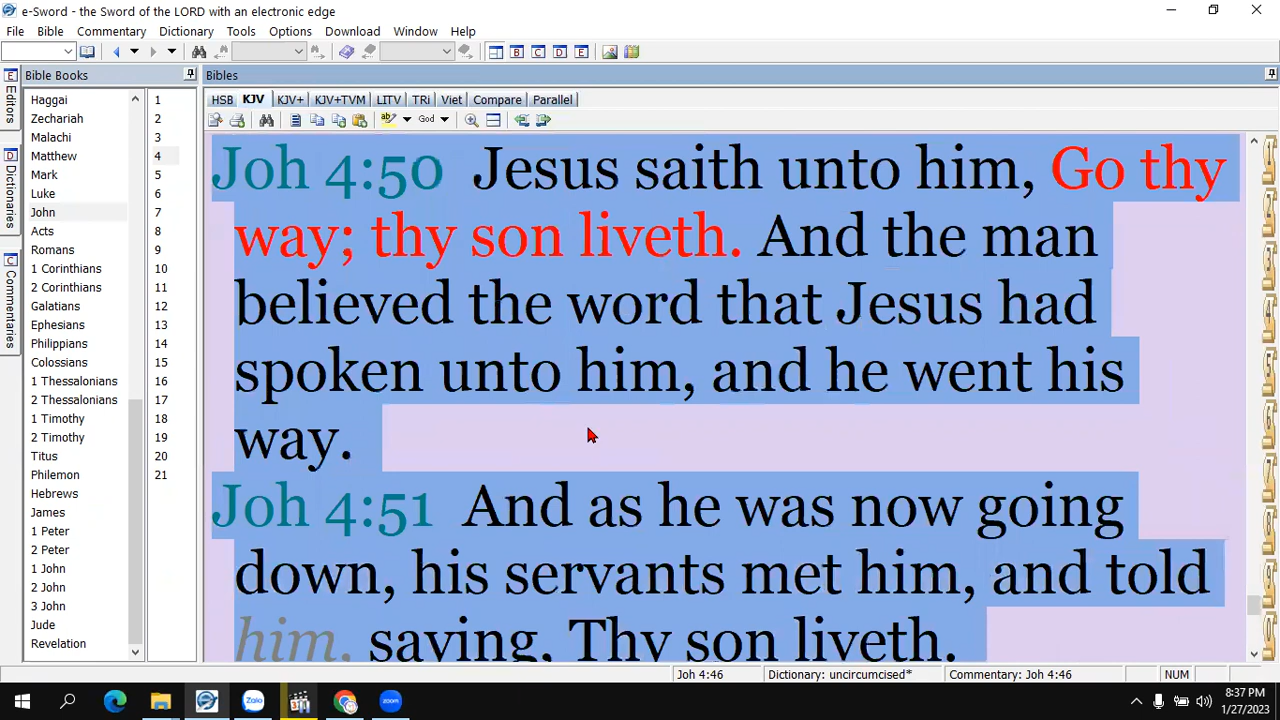 e-Sword - the Sword of the LORD with an electronic edge
File Bible Commentary Dictionary Tools Options Download Window Help
B C D E
Bible Books
Bibles
HSB KJV KJV+ KJV+TVM LITV TRi Viet Compare Parallel
ab God
E Editors
D Dictionaries
C Commentaries
Haggai
Zechariah
Malachi
Matthew
Mark
Luke
John
Acts
Romans
1 Corinthians
2 Corinthians
Galatians
Ephesians
Philippians
Colossians
1 Thessalonians
2 Thessalonians
1 Timothy
2 Timothy
Titus
Philemon
Hebrews
James
1 Peter
2 Peter
1 John
2 John
3 John
Jude
Revelation
1
2
3
4
5
6
7
8
9
10
11
12
13
14
15
16
17
18
19
20
21
Joh 4:50 Jesus saith unto him, Go thy
way; thy son liveth. And the man
believed the word that Jesus had
spoken unto him, and he went his
way.
Joh 4:51 And as he was now going
down, his servants met him, and told
him, saying, Thy son liveth.
Joh 4:46 Dictionary: uncircumcised* Commentary: Joh 4:46 NUM
Zalo
zoom
8:37 PM
1/27/2023